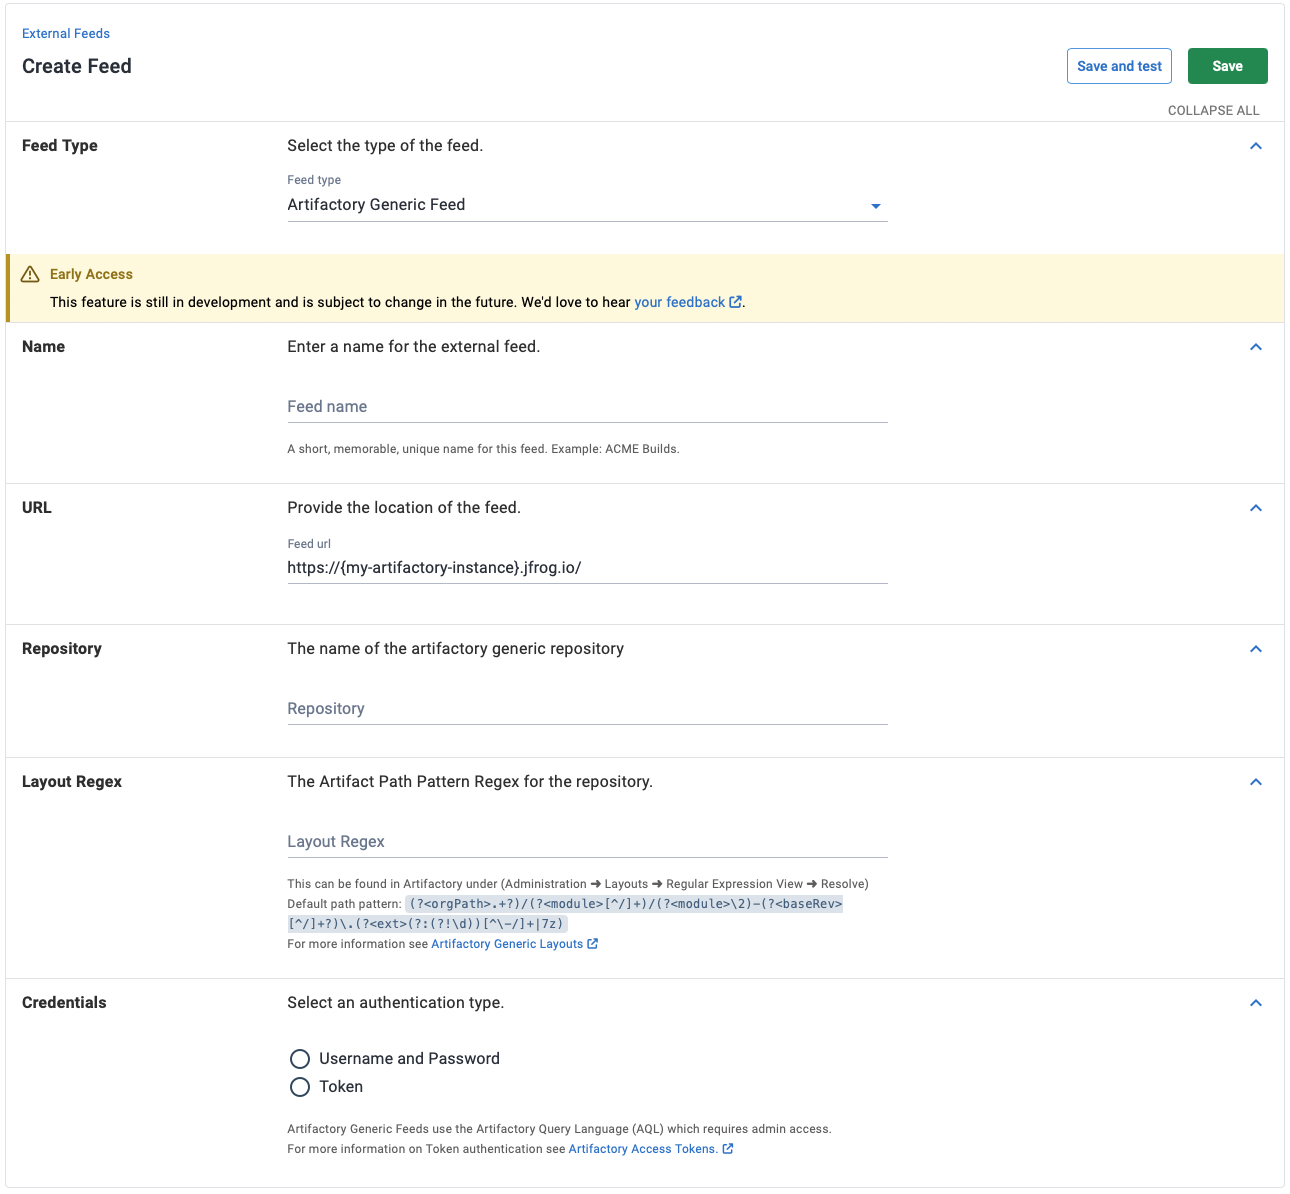 External Feeds
Create Feed
Save and test
Save
COLLAPSE ALL
Feed Type
Select the type of the feed.
Feed type
Artifactory Generic Feed
Early Access
This feature is still in development and is subject to change in the future. We'd love to hear your feedback.
Name
Enter a name for the external feed.
Feed name
A short, memorable, unique name for this feed. Example: ACME Builds.
URL
Provide the location of the feed.
Feed url
https://{my-artifactory-instance}.jfrog.io/
Repository
The name of the artifactory generic repository
Repository
Layout Regex
The Artifact Path Pattern Regex for the repository.
Layout Regex
This can be found in Artifactory under (Administration ➜ Layouts ➜ Regular Expression View ➜ Resolve)
Default path pattern: (?<orgPath>.+?)/(?<module>[^/]+)/(?<module>\2)-(?<baseRev>
[^/]+?)\.(?<ext>(?:(?!\d))[^\-/]+|7z)
For more information see Artifactory Generic Layouts
Credentials
Select an authentication type.
Username and Password
Token
Artifactory Generic Feeds use the Artifactory Query Language (AQL) which requires admin access.
For more information on Token authentication see Artifactory Access Tokens.